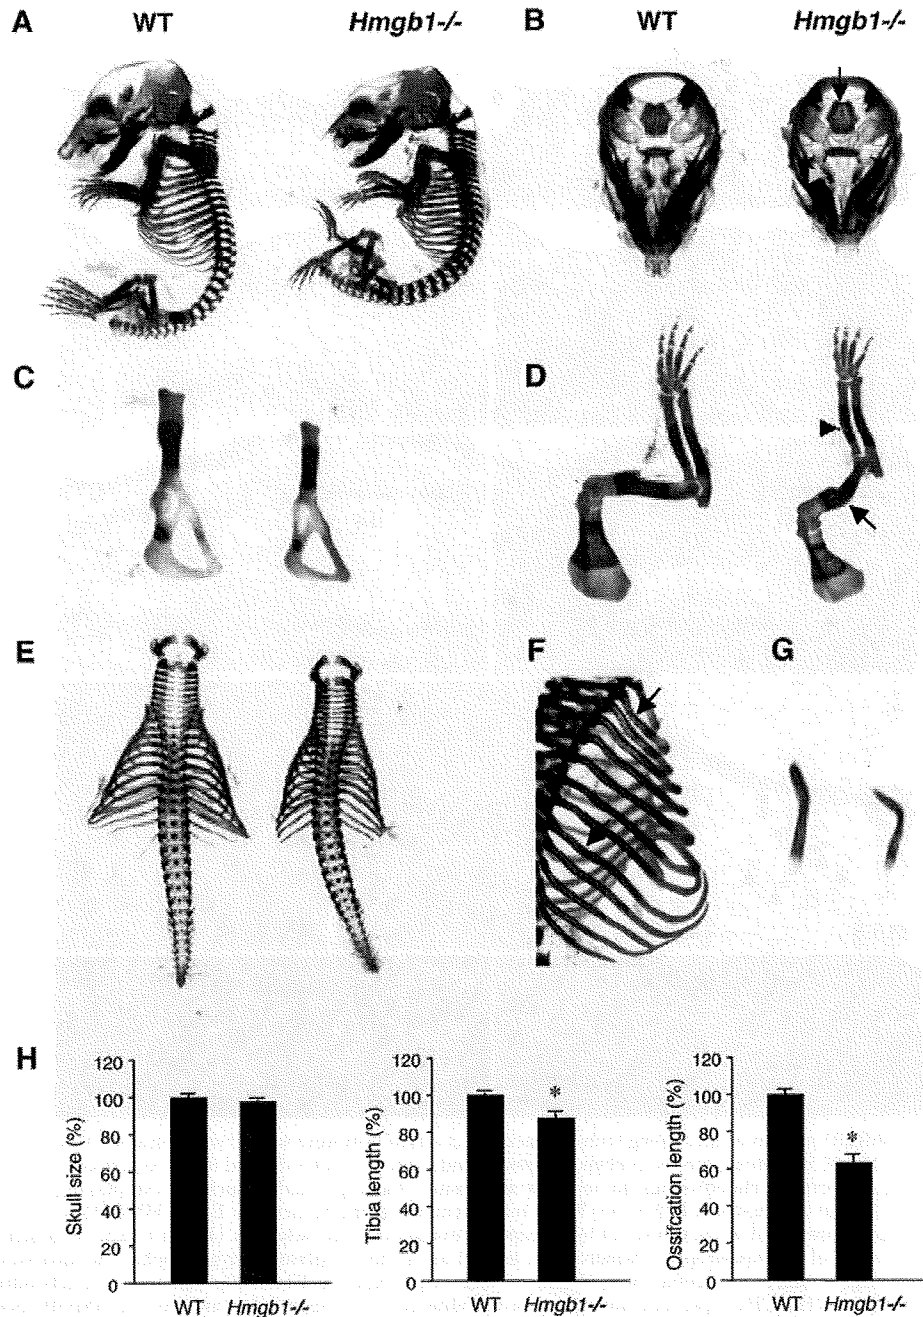 A WT Hmgb1-/- B WT Hmgb1-/-
C D
E F G
H
120
100
80
60
40
20
0
Skull size (%)
WT Hmgb1-/-
120
100
80
60
40
20
0
Tibia length (%)
*
WT Hmgb1-/-
120
100
80
60
40
20
0
Ossifcation length (%)
*
WT Hmgb1-/-